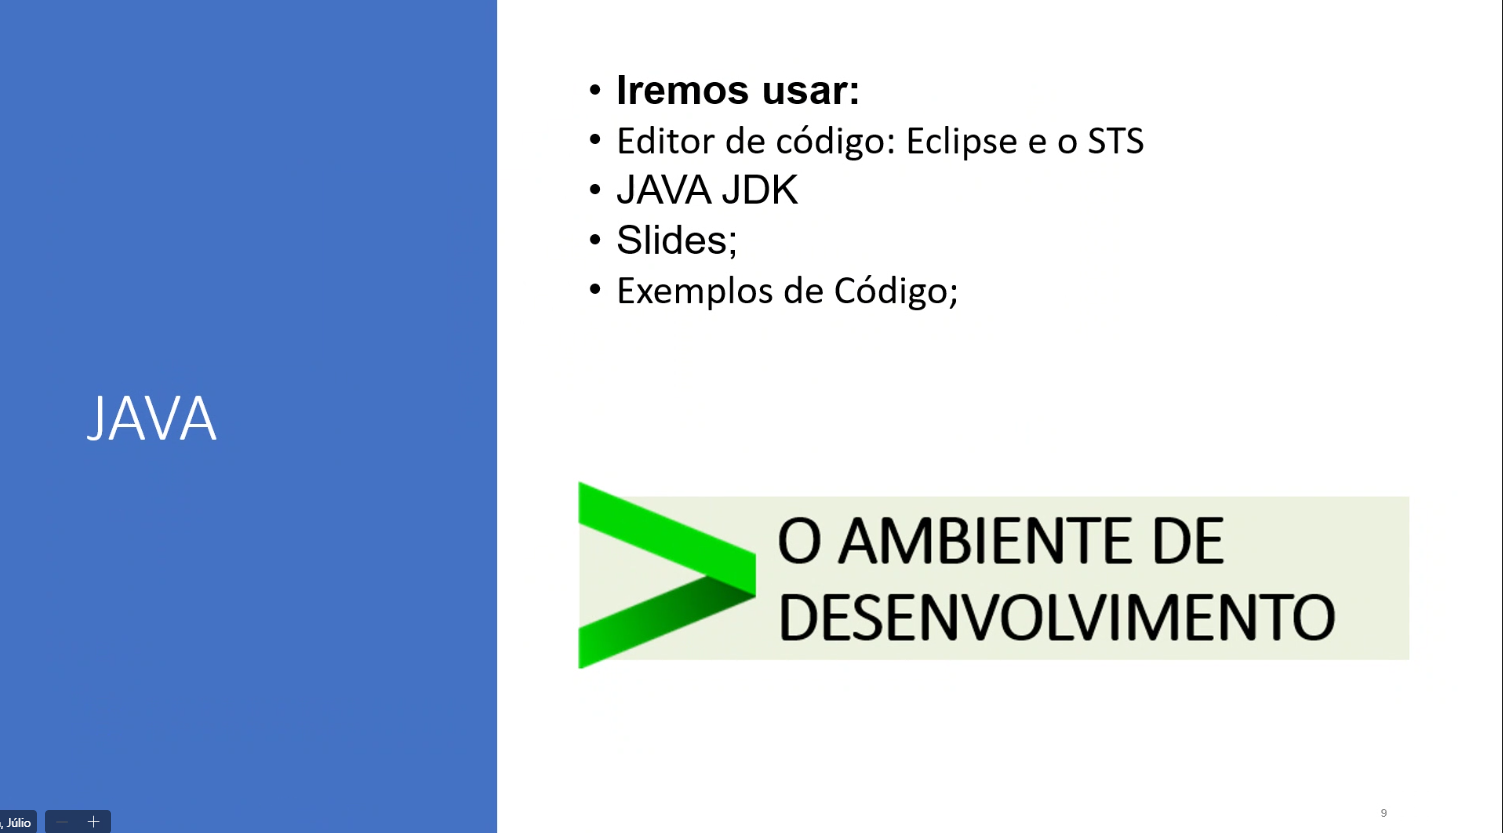 JAVA
• Iremos usar:
• Editor de código: Eclipse e o STS
• JAVA JDK
• Slides;
• Exemplos de Código;
O AMBIENTE DE
DESENVOLVIMENTO
, Júlio
9